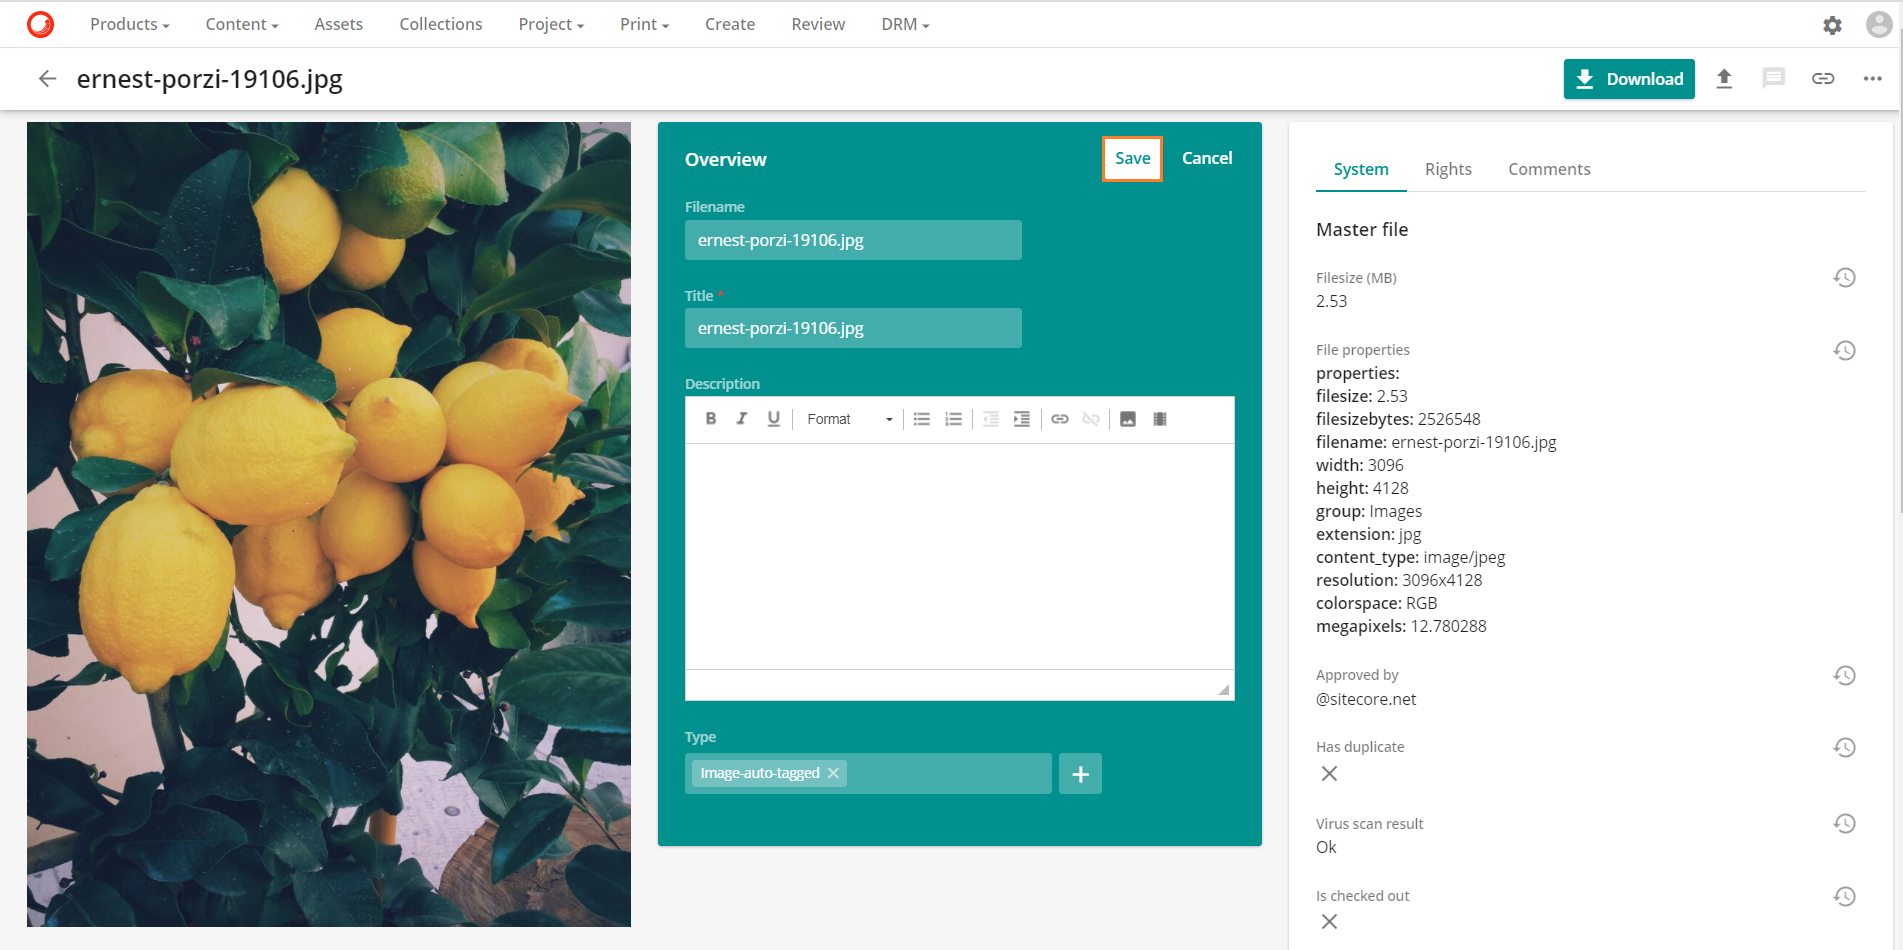 Products
Content
Assets
Collections
Project
Print
Create
Review
DRM
ernest-porzi-19106.jpg
Download
Overview
Save
Cancel
Filename
ernest-porzi-19106.jpg
Title *
ernest-porzi-19106.jpg
Description
B I U Format
Type
Image-auto-tagged
System
Rights
Comments
Master file
Filesize (MB)
2.53
File properties
properties:
filesize: 2.53
filesizebytes: 2526548
filename: ernest-porzi-19106.jpg
width: 3096
height: 4128
group: Images
extension: jpg
content_type: image/jpeg
resolution: 3096x4128
colorspace: RGB
megapixels: 12.780288
Approved by
@sitecore.net
Has duplicate
Virus scan result
Ok
Is checked out